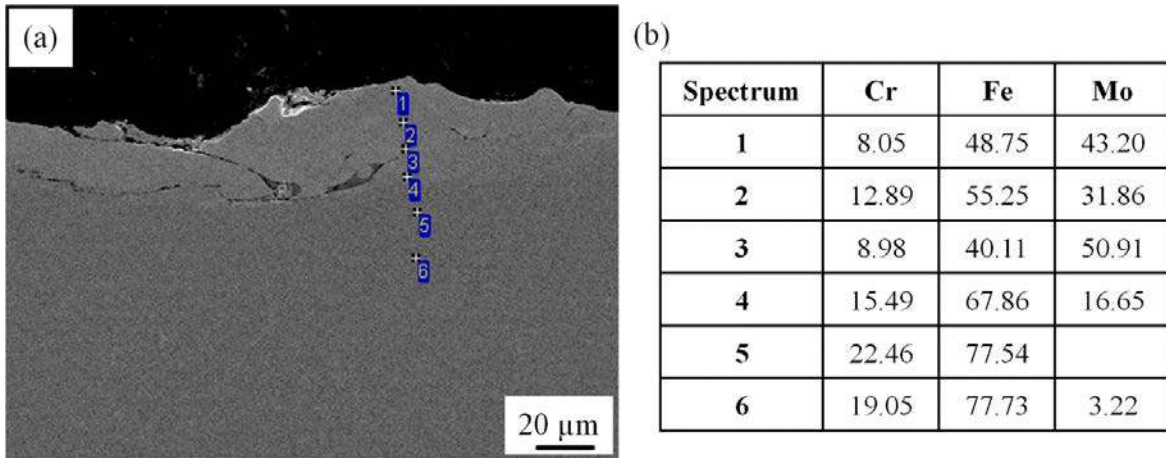 (a)
1
2
3
4
5
6
20 μm
(b)
Spectrum Cr Fe Mo
1 8.05 48.75 43.20
2 12.89 55.25 31.86
3 8.98 40.11 50.91
4 15.49 67.86 16.65
5 22.46 77.54
6 19.05 77.73 3.22